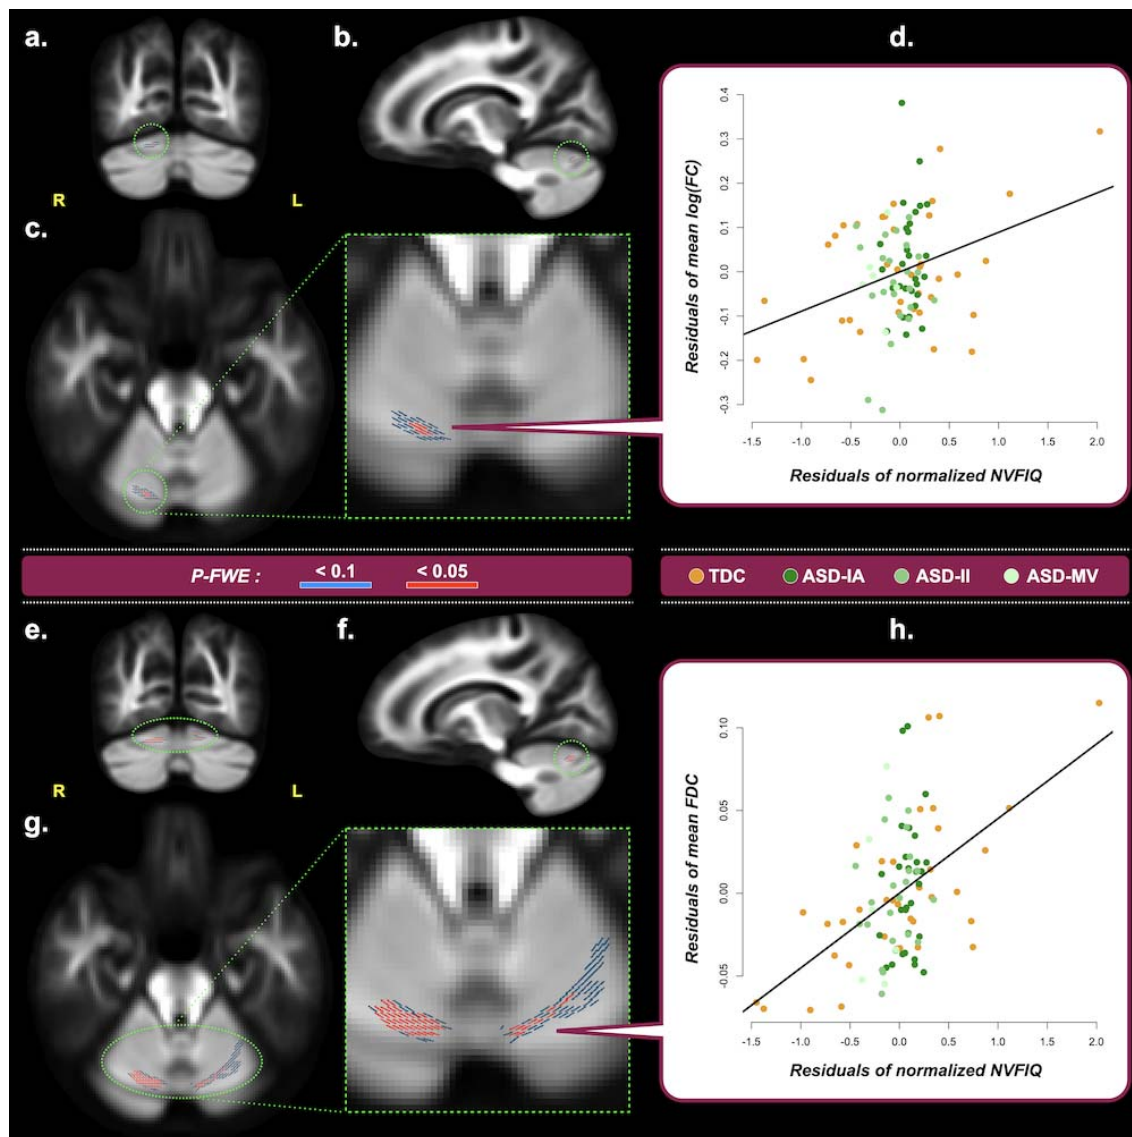 a.
b.
d.
R
L
c.
Residuals of mean log(FC)
0.4
0.3
0.2
0.1
0.0
-0.1
-0.2
-0.3
-1.5 -1.0 -0.5 0.0 0.5 1.0 1.5 2.0
Residuals of normalized NVFIQ
P-FWE : < 0.1 < 0.05
TDC ASD-IA ASD-II ASD-MV
e.
f.
h.
R
L
g.
Residuals of mean FDC
0.10
0.05
0.00
-0.05
-1.5 -1.0 -0.5 0.0 0.5 1.0 1.5 2.0
Residuals of normalized NVFIQ